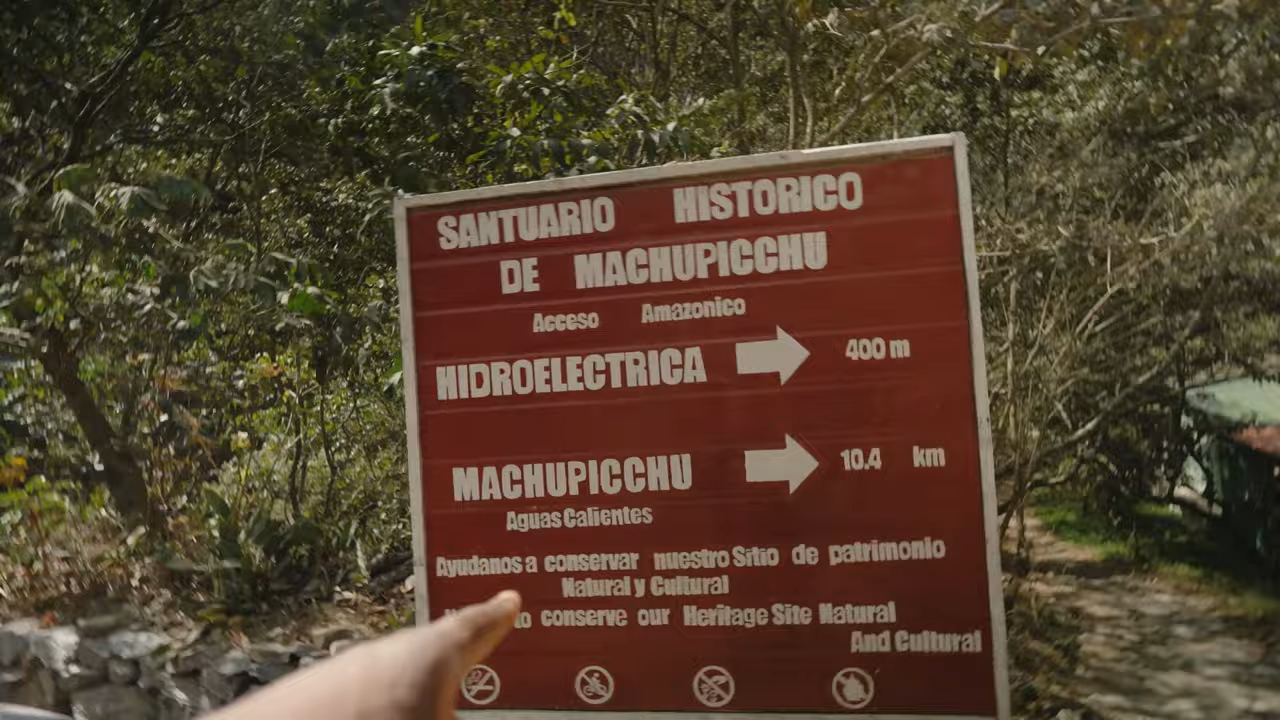 SANTUARIO HISTORICO
DE MACHUPICCHU
Acceso Amazonico
HIDROELECTRICA 400 m
MACHUPICCHU 10.4 km
Aguas Calientes
Ayudanos a conservar nuestro Sitio de patrimonio
Natural y Cultural
to conserve our Heritage Site Natural
And Cultural